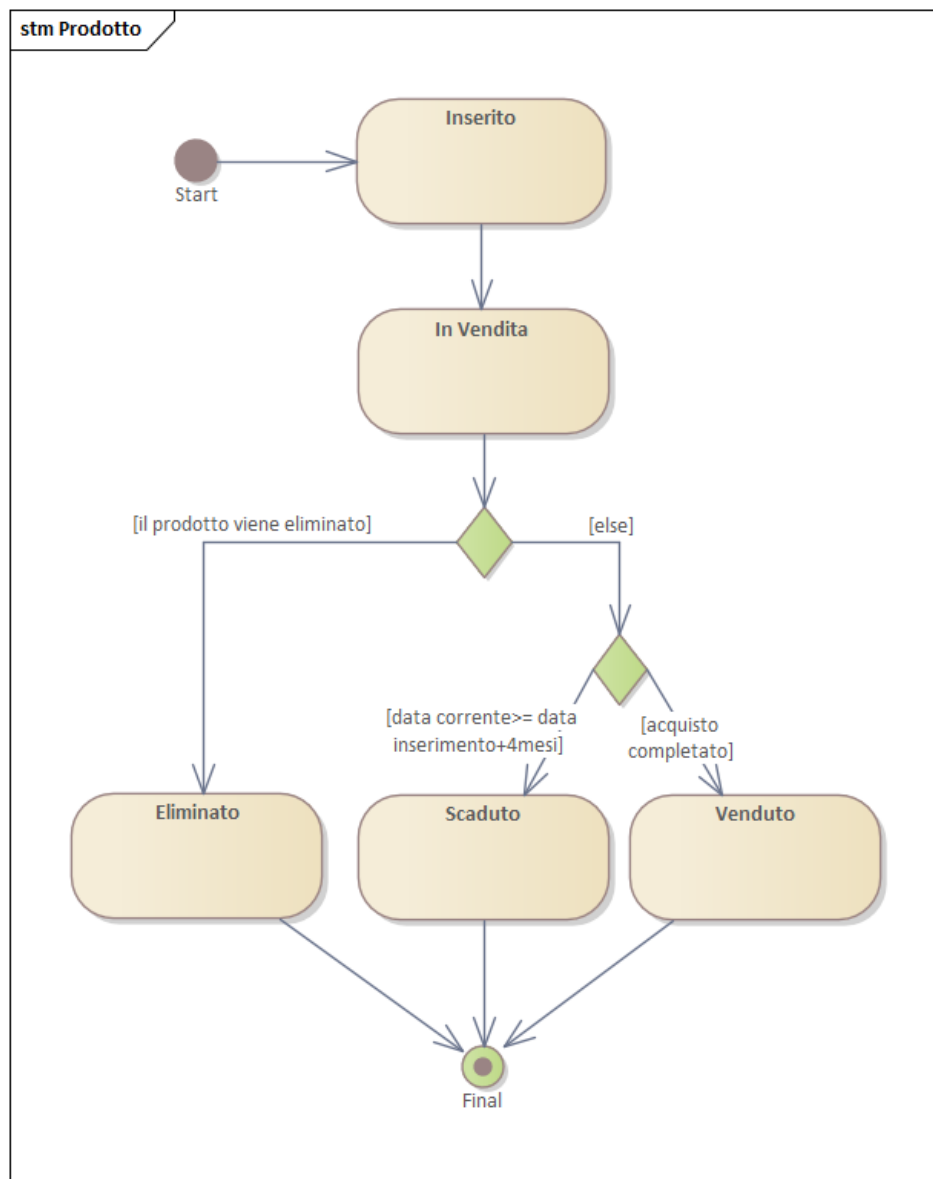 stm Prodotto
Inserito
Start
In Vendita
[il prodotto viene eliminato]
[else]
[data corrente>= data
inserimento+4mesi]
[acquisto
completato]
Eliminato
Scaduto
Venduto
Final